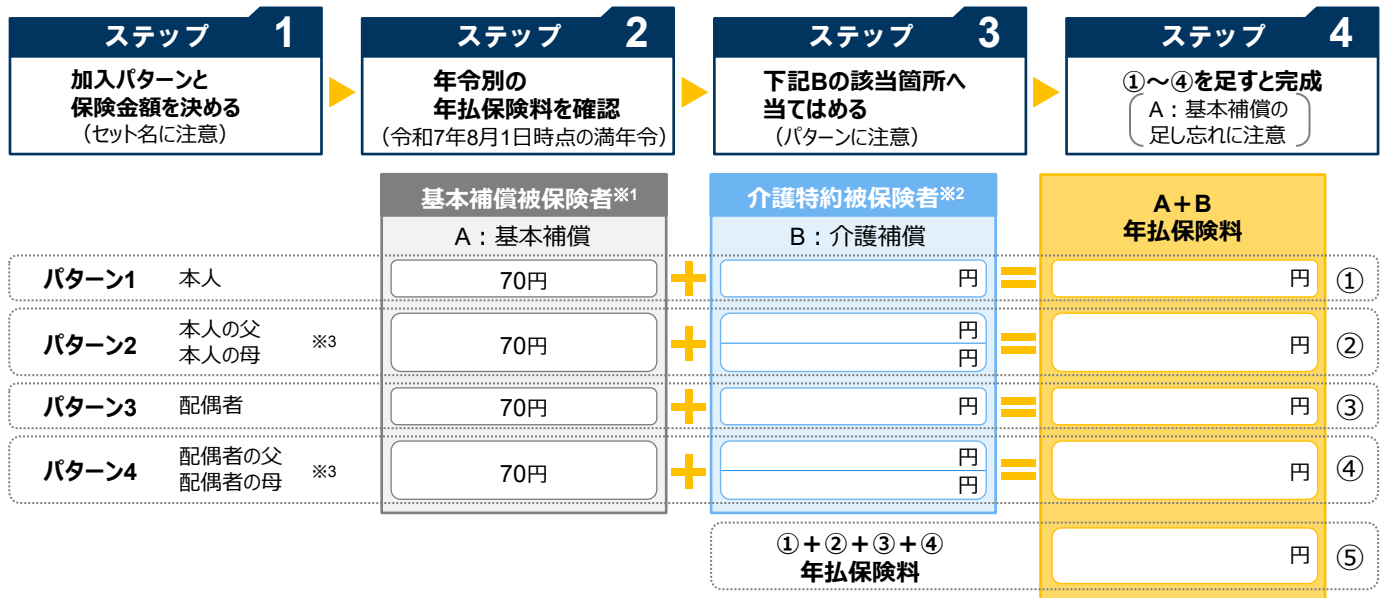 ステップ 1
加入パターンと
保険金額を決める
（セット名に注意）
ステップ 2
年令別の
年払保険料を確認
（令和7年8月1日時点の満年令）
ステップ 3
下記Bの該当箇所へ
当てはめる
（パターンに注意）
ステップ 4
①～④を足すと完成
A：基本補償の
足し忘れに注意
基本補償被保険者※1
A：基本補償
介護特約被保険者※2
B：介護補償
A＋B
年払保険料
パターン1 本人 70円 ＋ 円 ＝ 円 ①
パターン2 本人の父 本人の母 ※3 70円 ＋ 円 円 ＝ 円 ②
パターン3 配偶者 70円 ＋ 円 ＝ 円 ③
パターン4 配偶者の父 配偶者の母 ※3 70円 ＋ 円 円 ＝ 円 ④
①＋②＋③＋④
年払保険料
円 ⑤